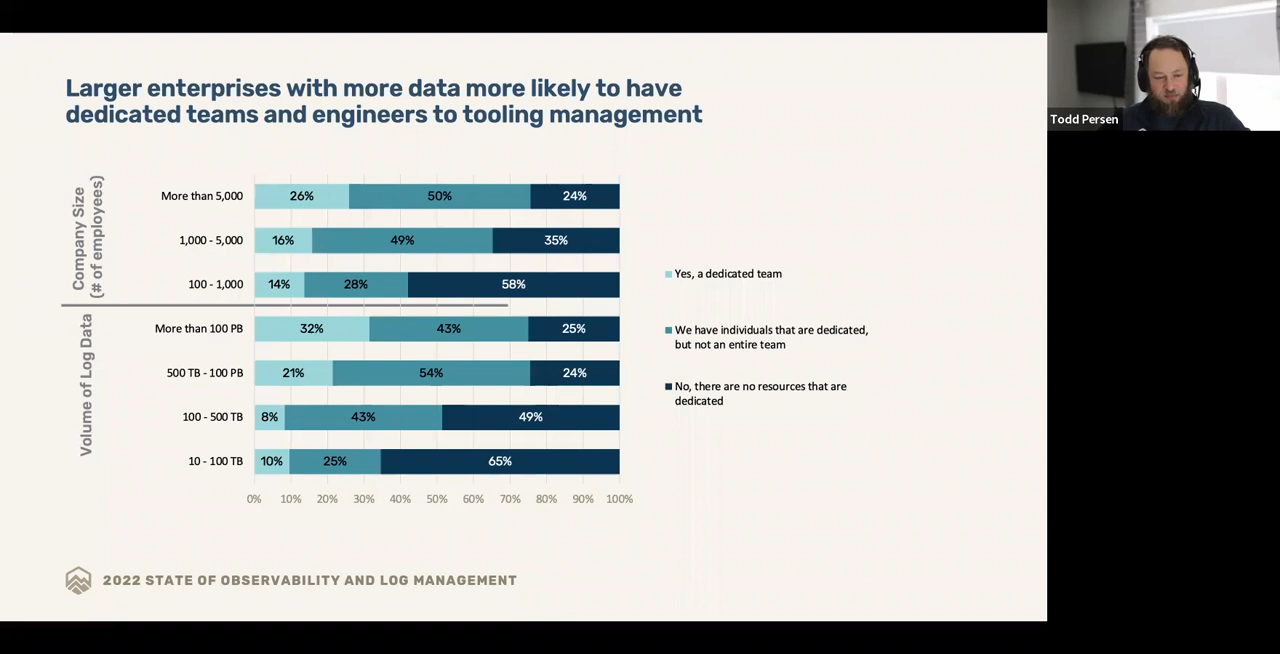 Larger enterprises with more data more likely to have
dedicated teams and engineers to tooling management
Todd Persen
Company Size
(# of employees)
More than 5,000
26%
50%
24%
1,000 - 5,000
16%
49%
35%
100 - 1,000
14%
28%
58%
Volume of Log Data
More than 100 PB
32%
43%
25%
500 TB - 100 PB
21%
54%
24%
100 - 500 TB
8%
43%
49%
10 - 100 TB
10%
25%
65%
0% 10% 20% 30% 40% 50% 60% 70% 80% 90% 100%
Yes, a dedicated team
We have individuals that are dedicated,
but not an entire team
No, there are no resources that are
dedicated
2022 STATE OF OBSERVABILITY AND LOG MANAGEMENT